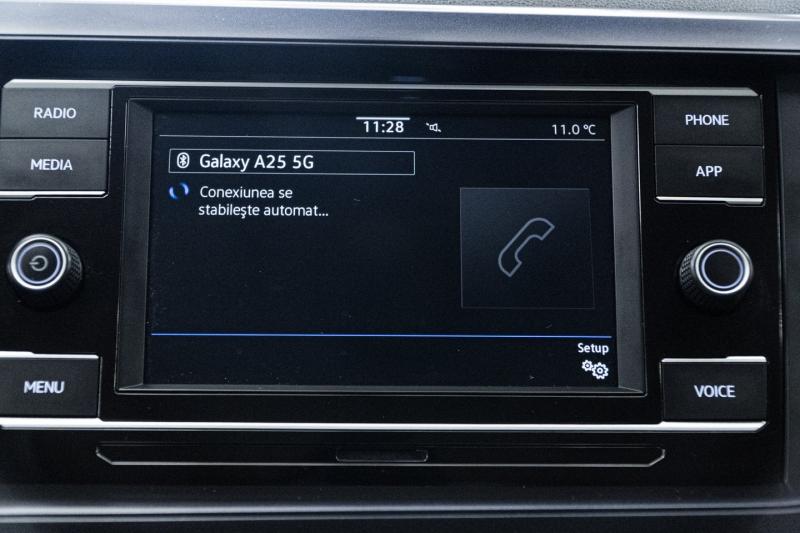 RADIO
MEDIA
MENU
11:28
11.0 °C
Galaxy A25 5G
Conexiunea se
stabileşte automat...
Setup
PHONE
APP
VOICE